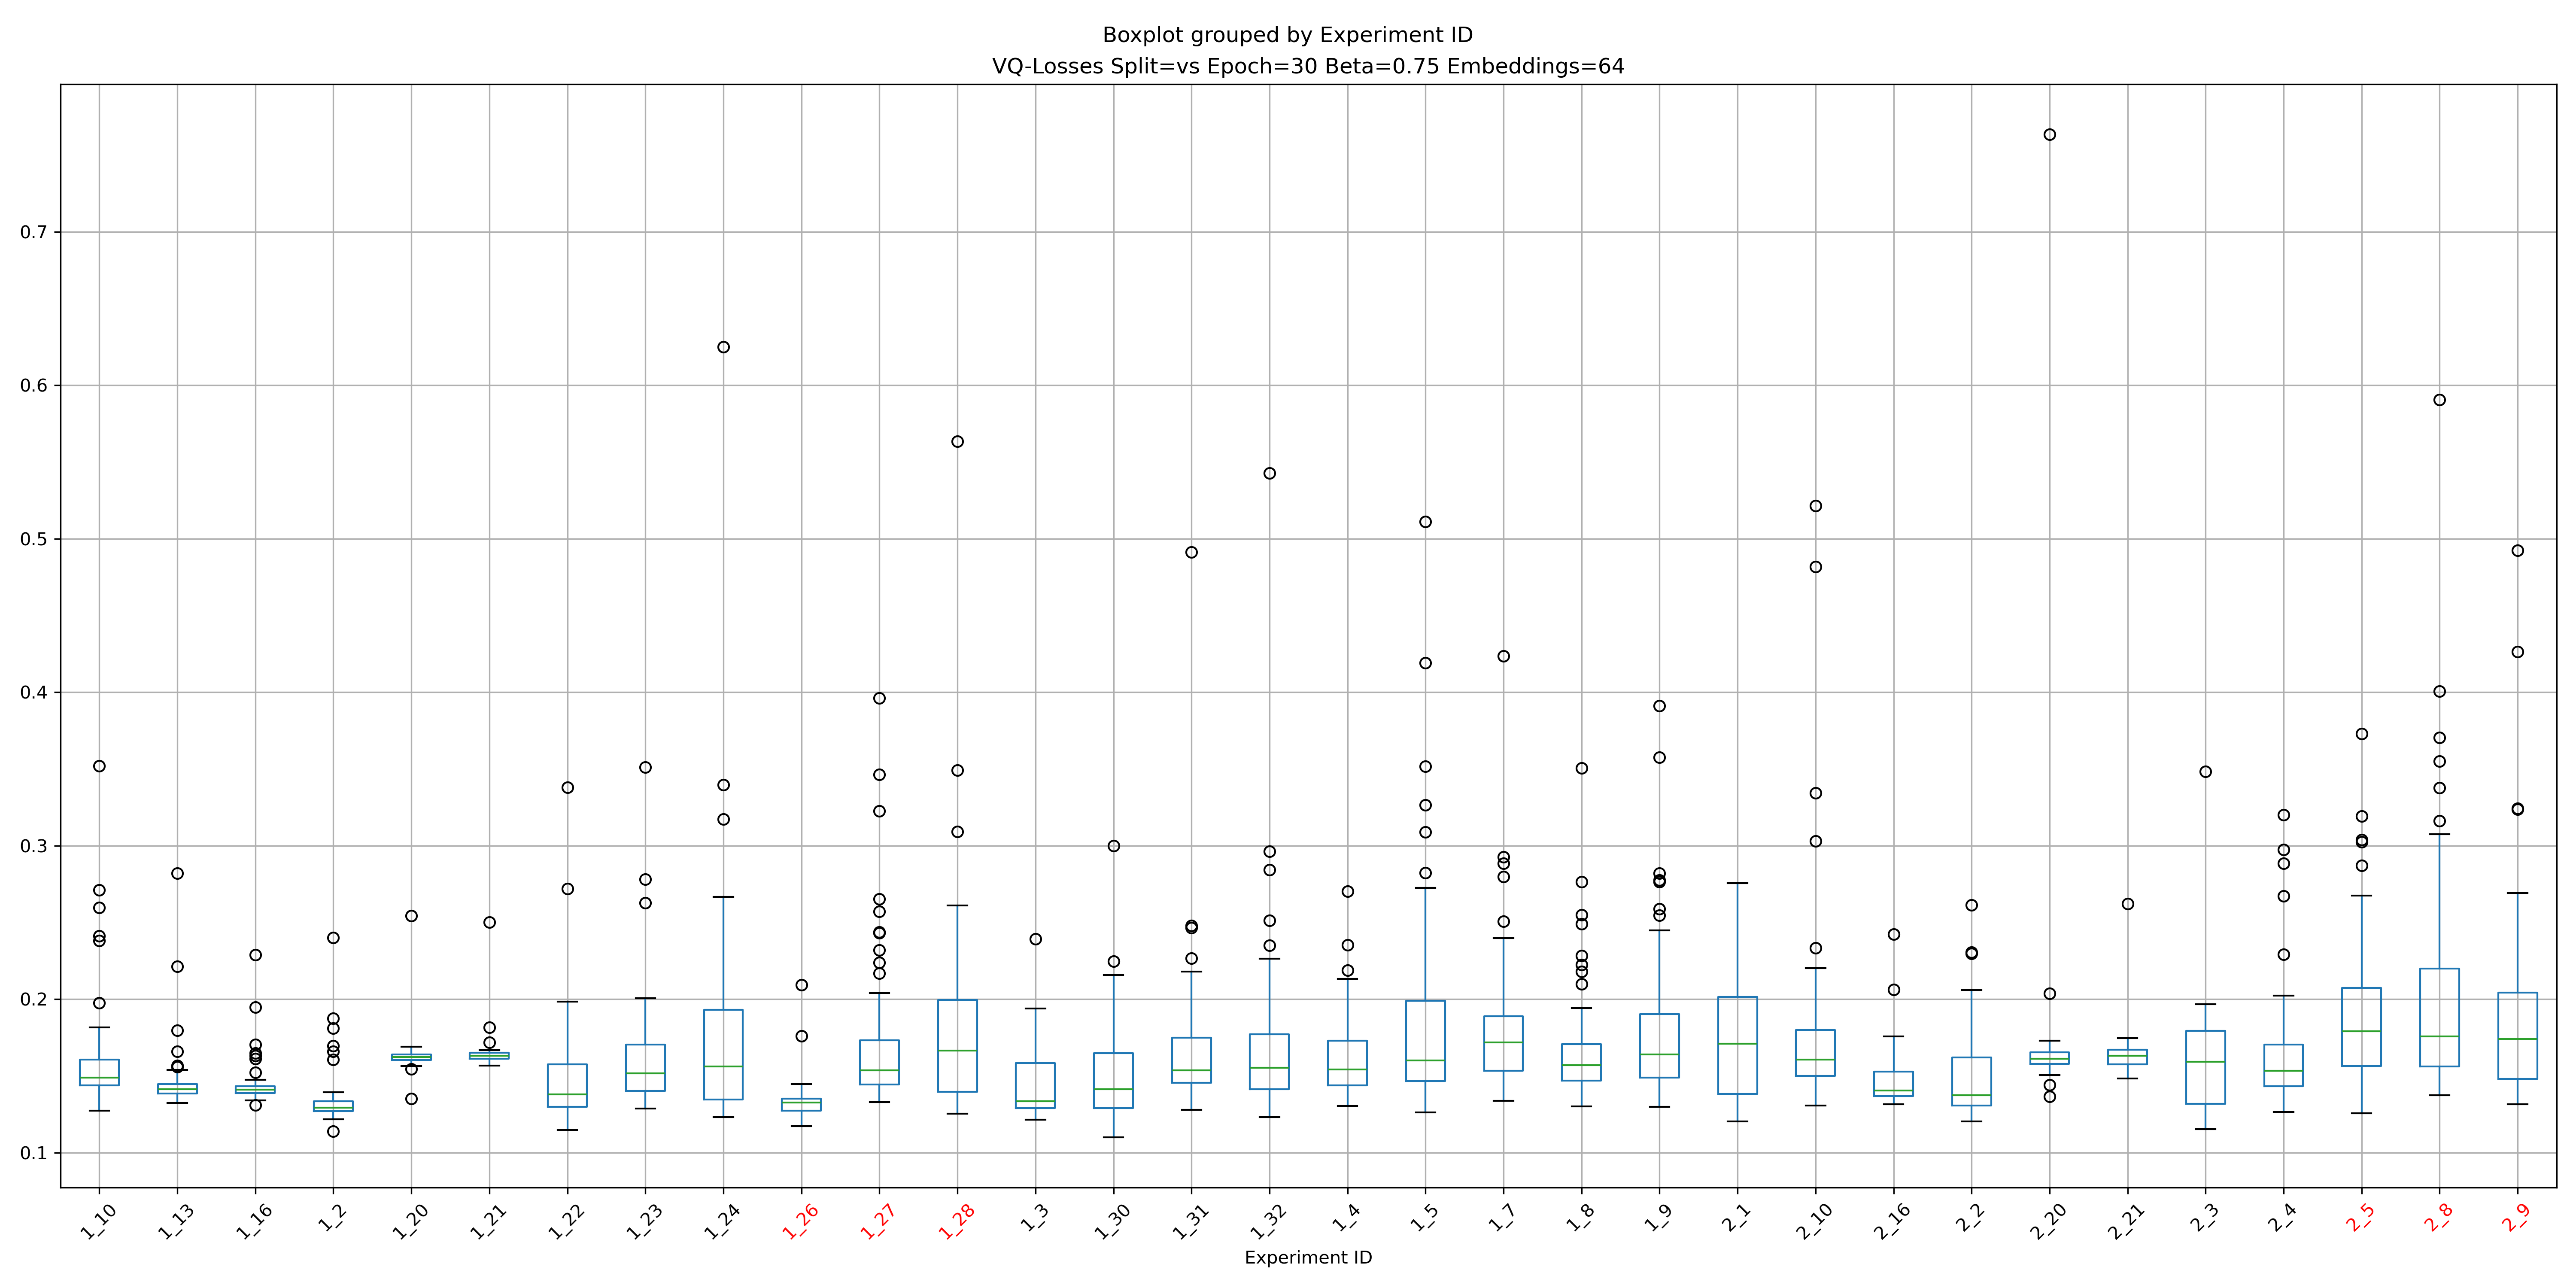 Boxplot grouped by Experiment ID
VQ-Losses Split=vs Epoch=30 Beta=0.75 Embeddings=64
0.7
0.6
0.5
0.4
0.3
0.2
0.1
1_10 1_13 1_16 1_2 1_20 1_21 1_22 1_23 1_24 1_26 1_27 1_28 1_3 1_30 1_31 1_32 1_4 1_5 1_7 1_8 1_9 2_1 2_10 2_16 2_2 2_20 2_21 2_3 2_4 2_5 2_8 2_9
Experiment ID